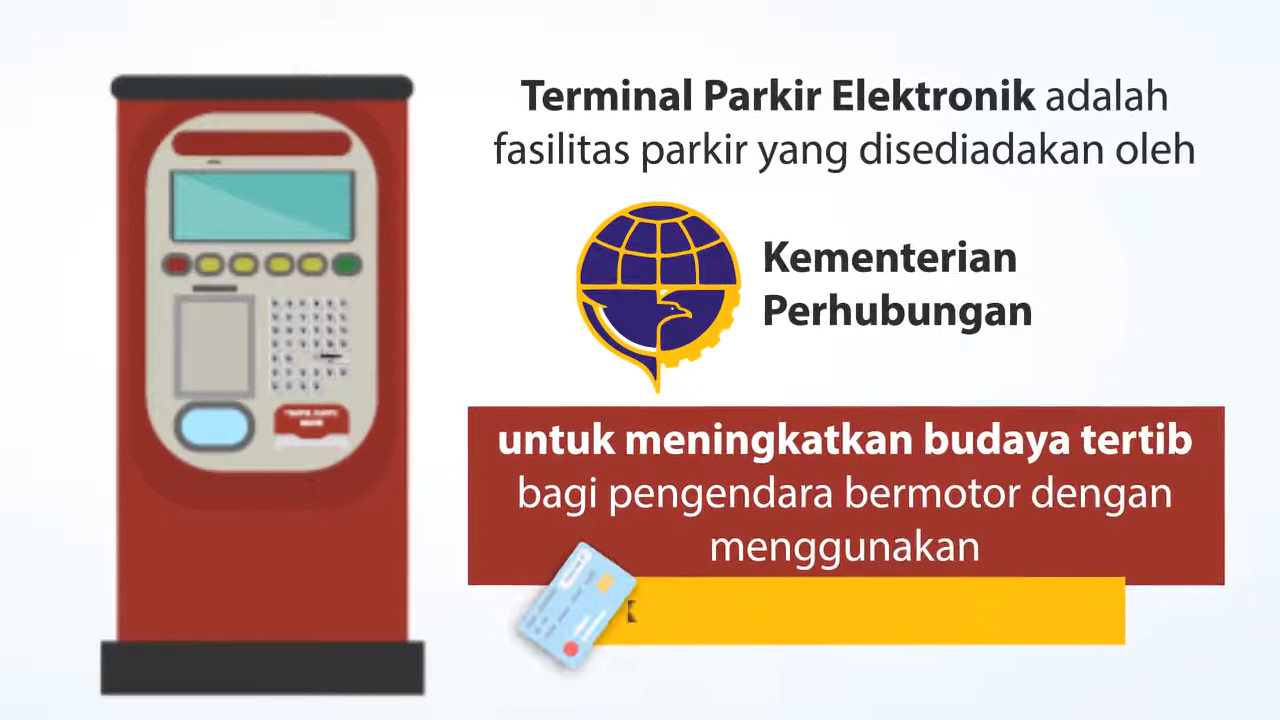 Terminal Parkir Elektronik adalah
fasilitas parkir yang disediadakan oleh
Kementerian
Perhubungan
untuk meningkatkan budaya tertib
bagi pengendara bermotor dengan
menggunakan